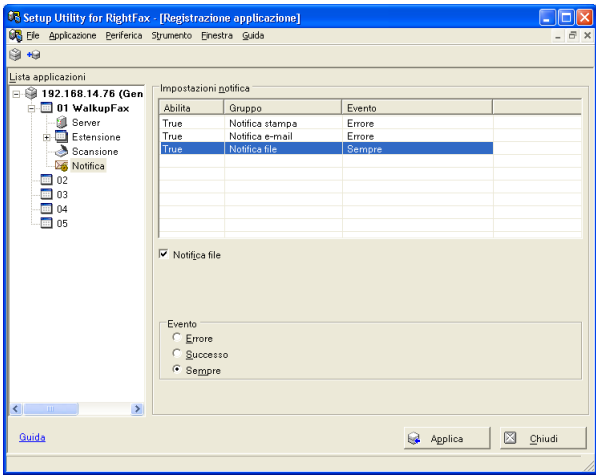 Setup Utility for RightFax - [Registrazione applicazione]
File Applicazione Periferica Strumento Finestra Guida
Lista applicazioni
192.168.14.76 (Gen
01 WalkupFax
Server
Estensione
Scansione
Notifica
02
03
04
05
Impostazioni notifica
Abilita Gruppo Evento
True Notifica stampa Errore
True Notifica e-mail Errore
True Notifica file Sempre
Notifica file
Evento
Errore
Successo
Sempre
Guida
Applica
Chiudi